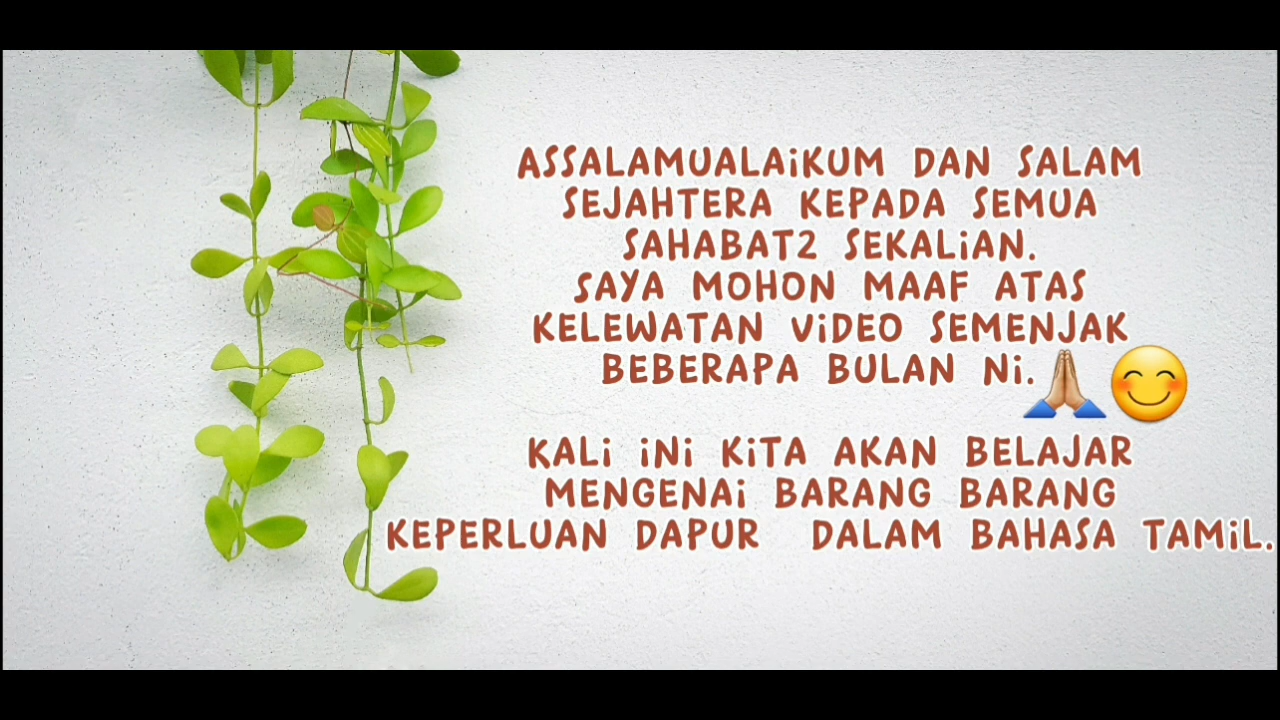 ASSALAMUALAiKUM DAN SALAM
SEJAHTERA KEPADA SEMUA
SAHABAT2 SEKALiAN.
SAYA MOHON MAAF ATAS
KELEWATAN ViDEO SEMENJAK
BEBERAPA BULAN Ni.🙏🏼😊
KALi iNi KiTA AKAN BELAJAR
MENGENAi BARANG BARANG
KEPERLUAN DAPUR DALAM BAHASA TAMiL.